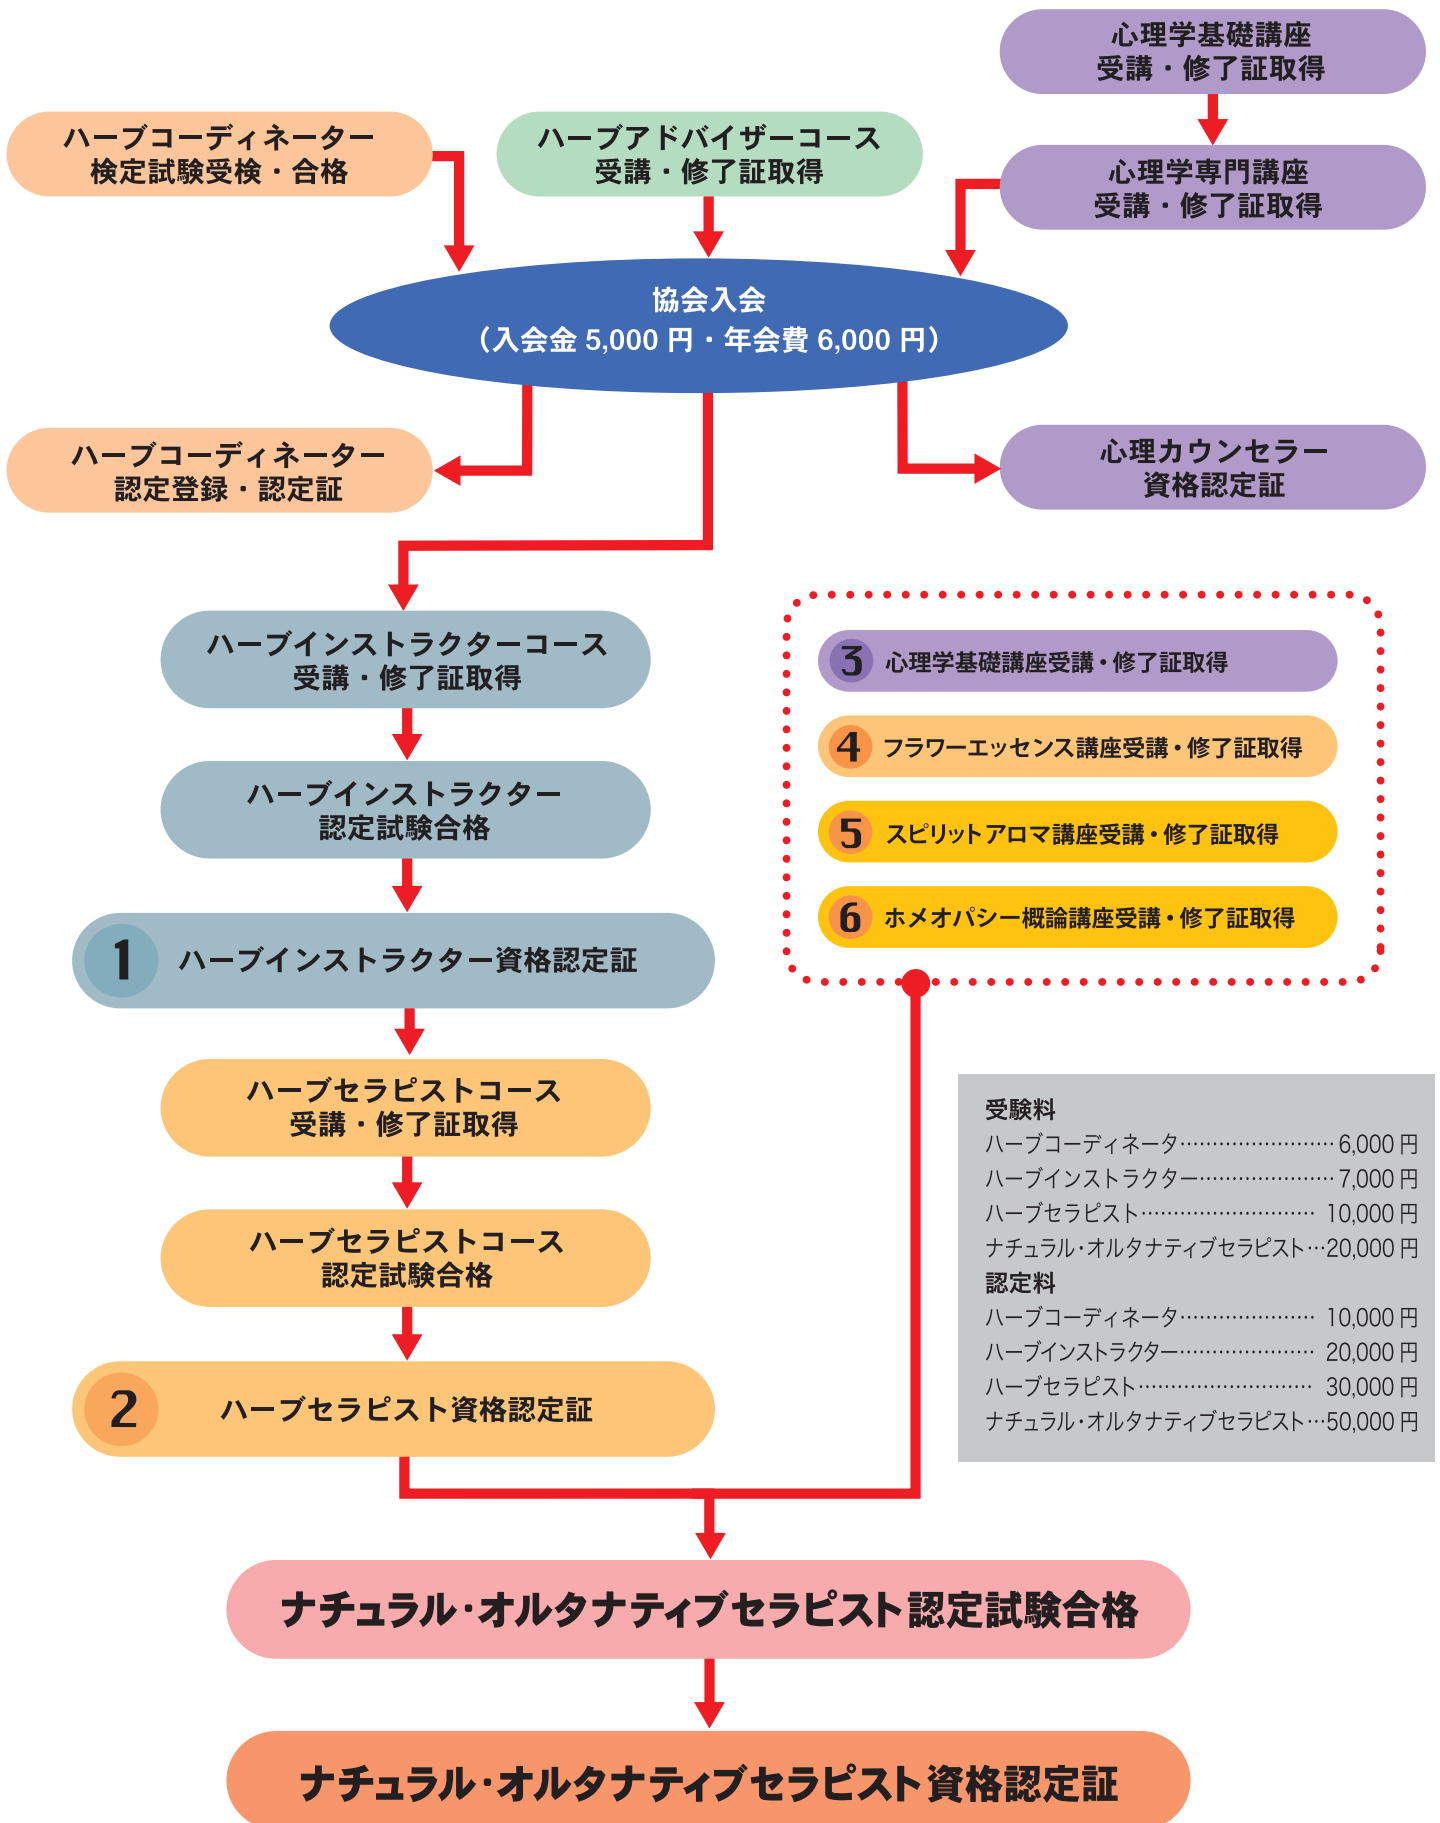 心理学基礎講座
受講・修了証取得
ハーブコーディネーター
検定試験受検・合格
ハーブアドバイザーコース
受講・修了証取得
心理学専門講座
受講・修了証取得
協会入会
（入会金 5,000 円・年会費 6,000 円）
ハーブコーディネーター
認定登録・認定証
心理カウンセラー
資格認定証
ハーブインストラクターコース
受講・修了証取得
ハーブインストラクター
認定試験合格
1 ハーブインストラクター資格認定証
ハーブセラピストコース
受講・修了証取得
ハーブセラピストコース
認定試験合格
2 ハーブセラピスト資格認定証
3 心理学基礎講座受講・修了証取得
4 フラワーエッセンス講座受講・修了証取得
5 スピリットアロマ講座受講・修了証取得
6 ホメオパシー概論講座受講・修了証取得
受験料
ハーブコーディネータ……………………6,000 円
ハーブインストラクター…………………7,000 円
ハーブセラピスト……………………… 10,000 円
ナチュラル・オルタナティブセラピスト…20,000 円
認定料
ハーブコーディネータ………………… 10,000 円
ハーブインストラクター………………… 20,000 円
ハーブセラピスト……………………… 30,000 円
ナチュラル・オルタナティブセラピスト…50,000 円
ナチュラル・オルタナティブセラピスト認定試験合格
ナチュラル・オルタナティブセラピスト資格認定証